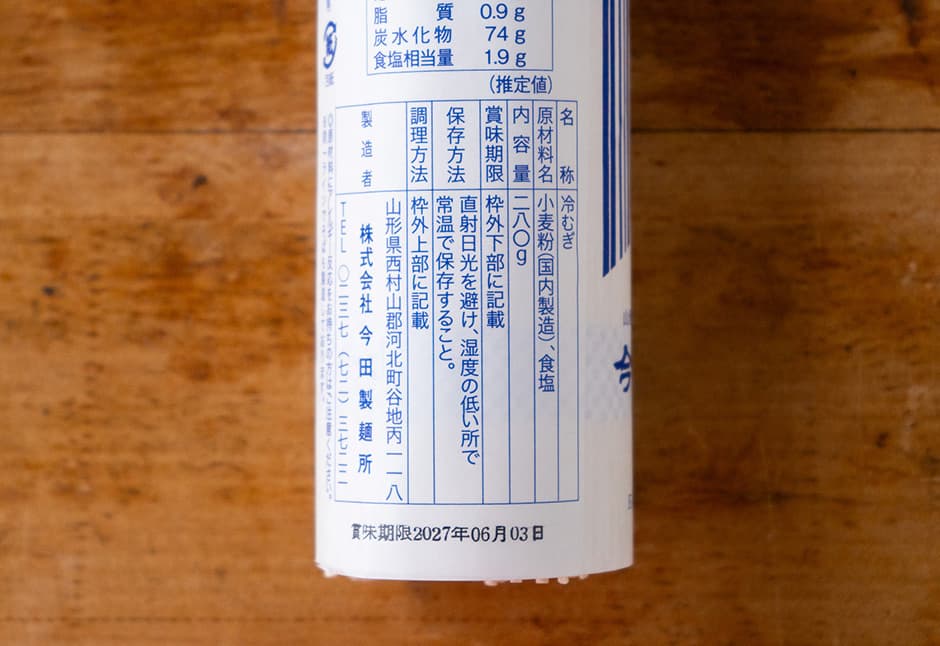 脂　質 0.9 g
炭水化物 74 g
食塩相当量 1.9 g
(推定値)
名称 冷むぎ
原材料名 小麦粉(国内製造)、食塩
内容量 二八〇g
賞味期限 枠外下部に記載
保存方法 直射日光を避け、湿度の低い所で
常温で保存すること。
調理方法 枠外上部に記載
製造者 山形県西村山郡河北町谷地丙一一八
株式会社 今田製麺所
TEL 〇二三七(七二)三七二二
賞味期限2027年06月03日
今